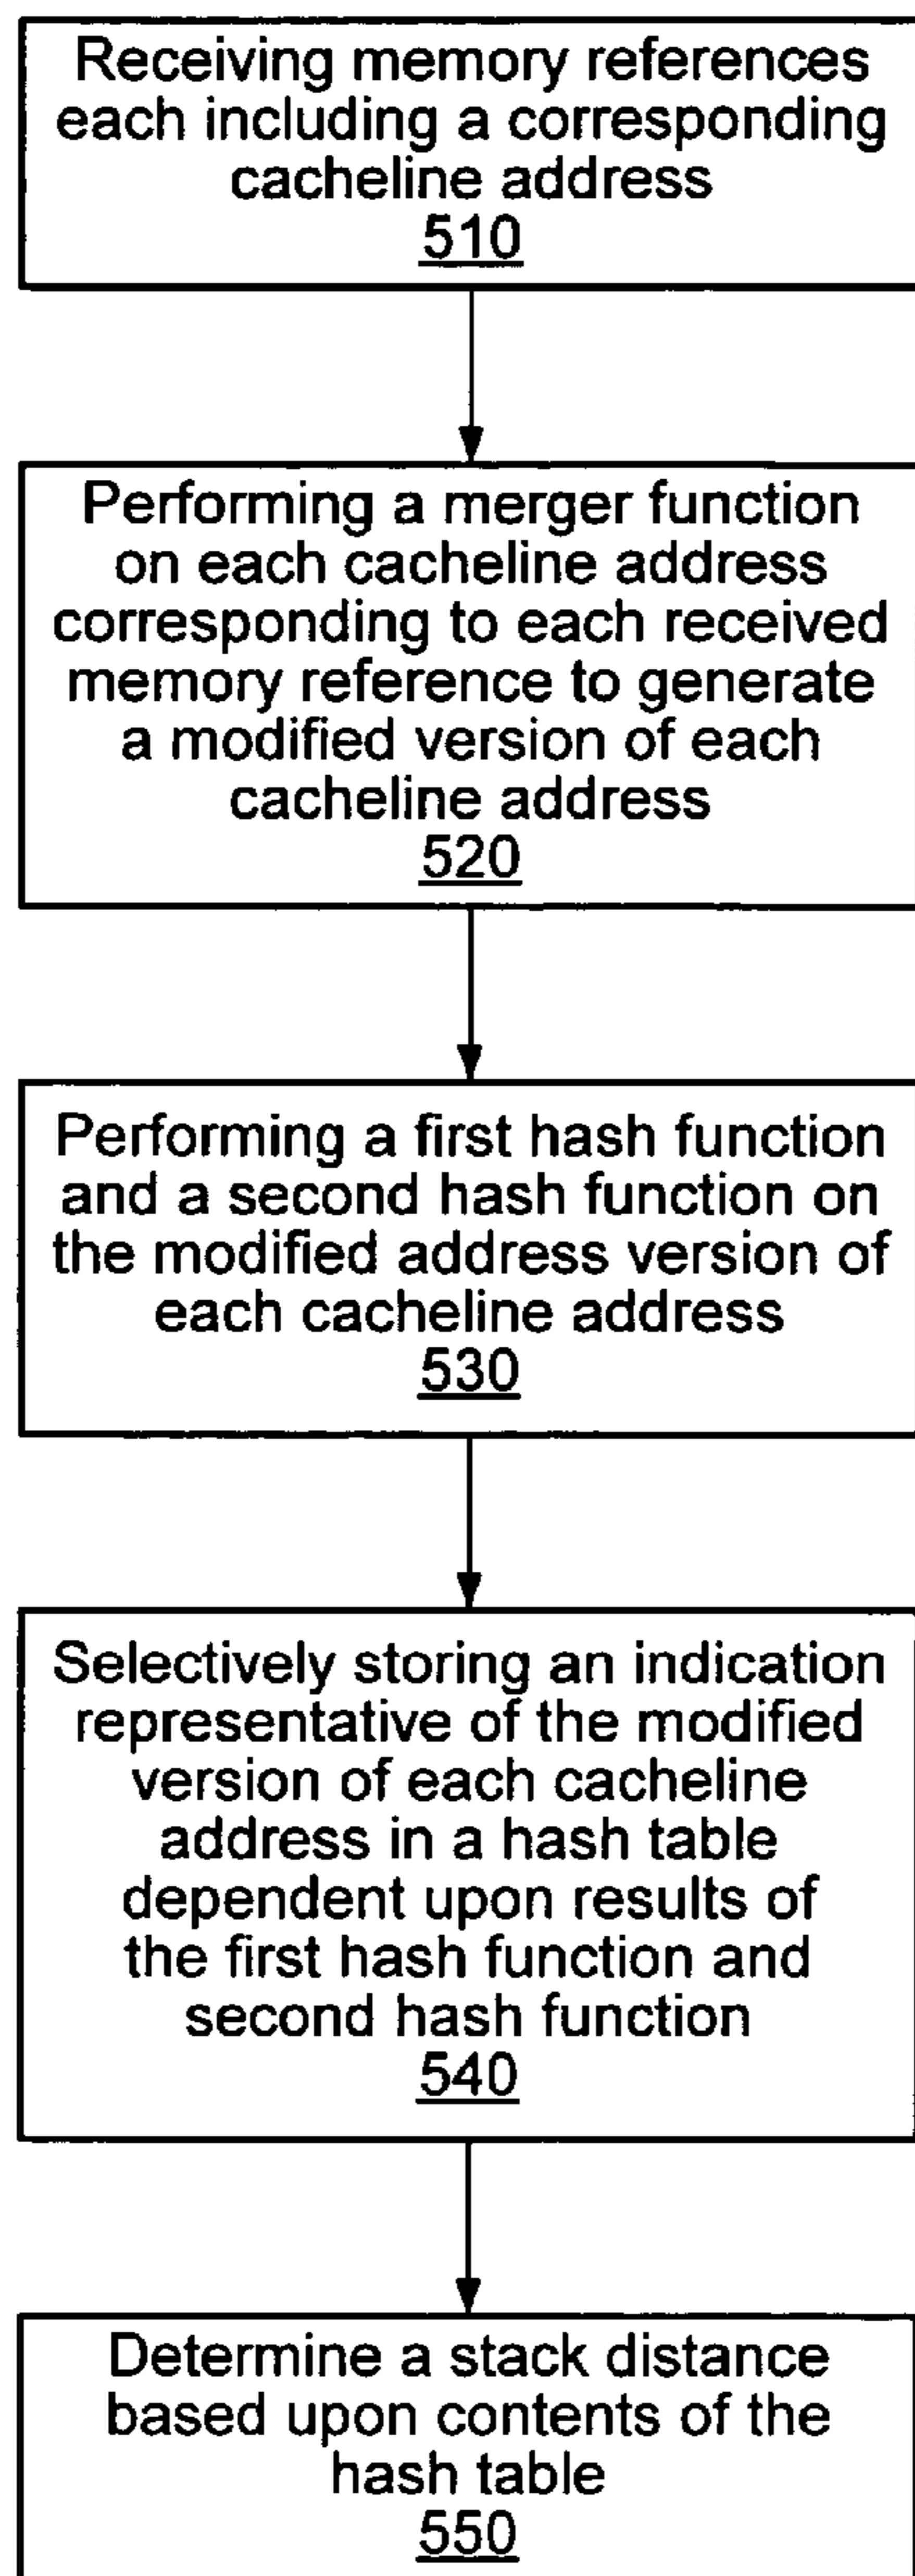 Receiving memory references
each including a corresponding
cacheline address
510
Performing a merger function
on each cacheline address
corresponding to each received
memory reference to generate
a modified version of each
cacheline address
520
Performing a first hash function
and a second hash function on
the modified address version of
each cacheline address
530
Selectively storing an indication
representative of the modified
version of each cacheline
address in a hash table
dependent upon results of
the first hash function and
second hash function
540
Determine a stack distance
based upon contents of the
hash table
550